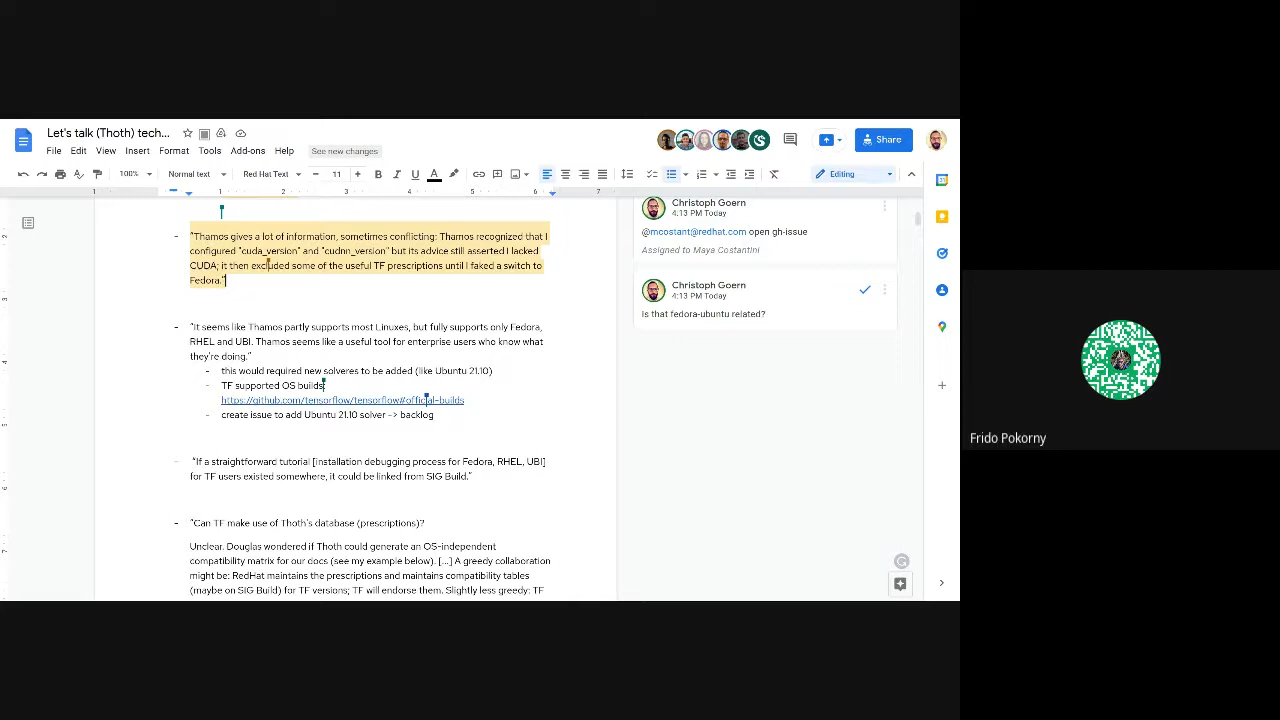 Let's talk (Thoth) tech...
File Edit View Insert Format Tools Add-ons Help See new changes
Share
100% Normal text Red Hat Text 11 B I U A Editing
1 1 2 3 4 5 6 7
"Thamos gives a lot of information, sometimes conflicting: Thamos recognized that I
configured "cuda_version" and "cudnn_version" but its advice still asserted I lacked
CUDA; it then excluded some of the useful TF prescriptions until I faked a switch to
Fedora."
- "It seems like Thamos partly supports most Linuxes, but fully supports only Fedora,
RHEL and UBI. Thamos seems like a useful tool for enterprise users who know what
they're doing."
- this would required new solveres to be added (like Ubuntu 21.10)
- TF supported OS builds:
https://github.com/tensorflow/tensorflow#official-builds
- create issue to add Ubuntu 21.10 solver -> backlog
- "If a straightforward tutorial [installation debugging process for Fedora, RHEL, UBI]
for TF users existed somewhere, it could be linked from SIG Build."
- "Can TF make use of Thoth's database (prescriptions)?
Unclear. Douglas wondered if Thoth could generate an OS-independent
compatibility matrix for our docs (see my example below). [...] A greedy collaboration
might be: RedHat maintains the prescriptions and maintains compatibility tables
(maybe on SIG Build) for TF versions; TF will endorse them. Slightly less greedy: TF
Christoph Goern
4:13 PM Today
@mcostant@redhat.com open gh-issue
Assigned to Maya Costantini
Christoph Goern
4:13 PM Today
Is that fedora-ubuntu related?
Frido Pokorny